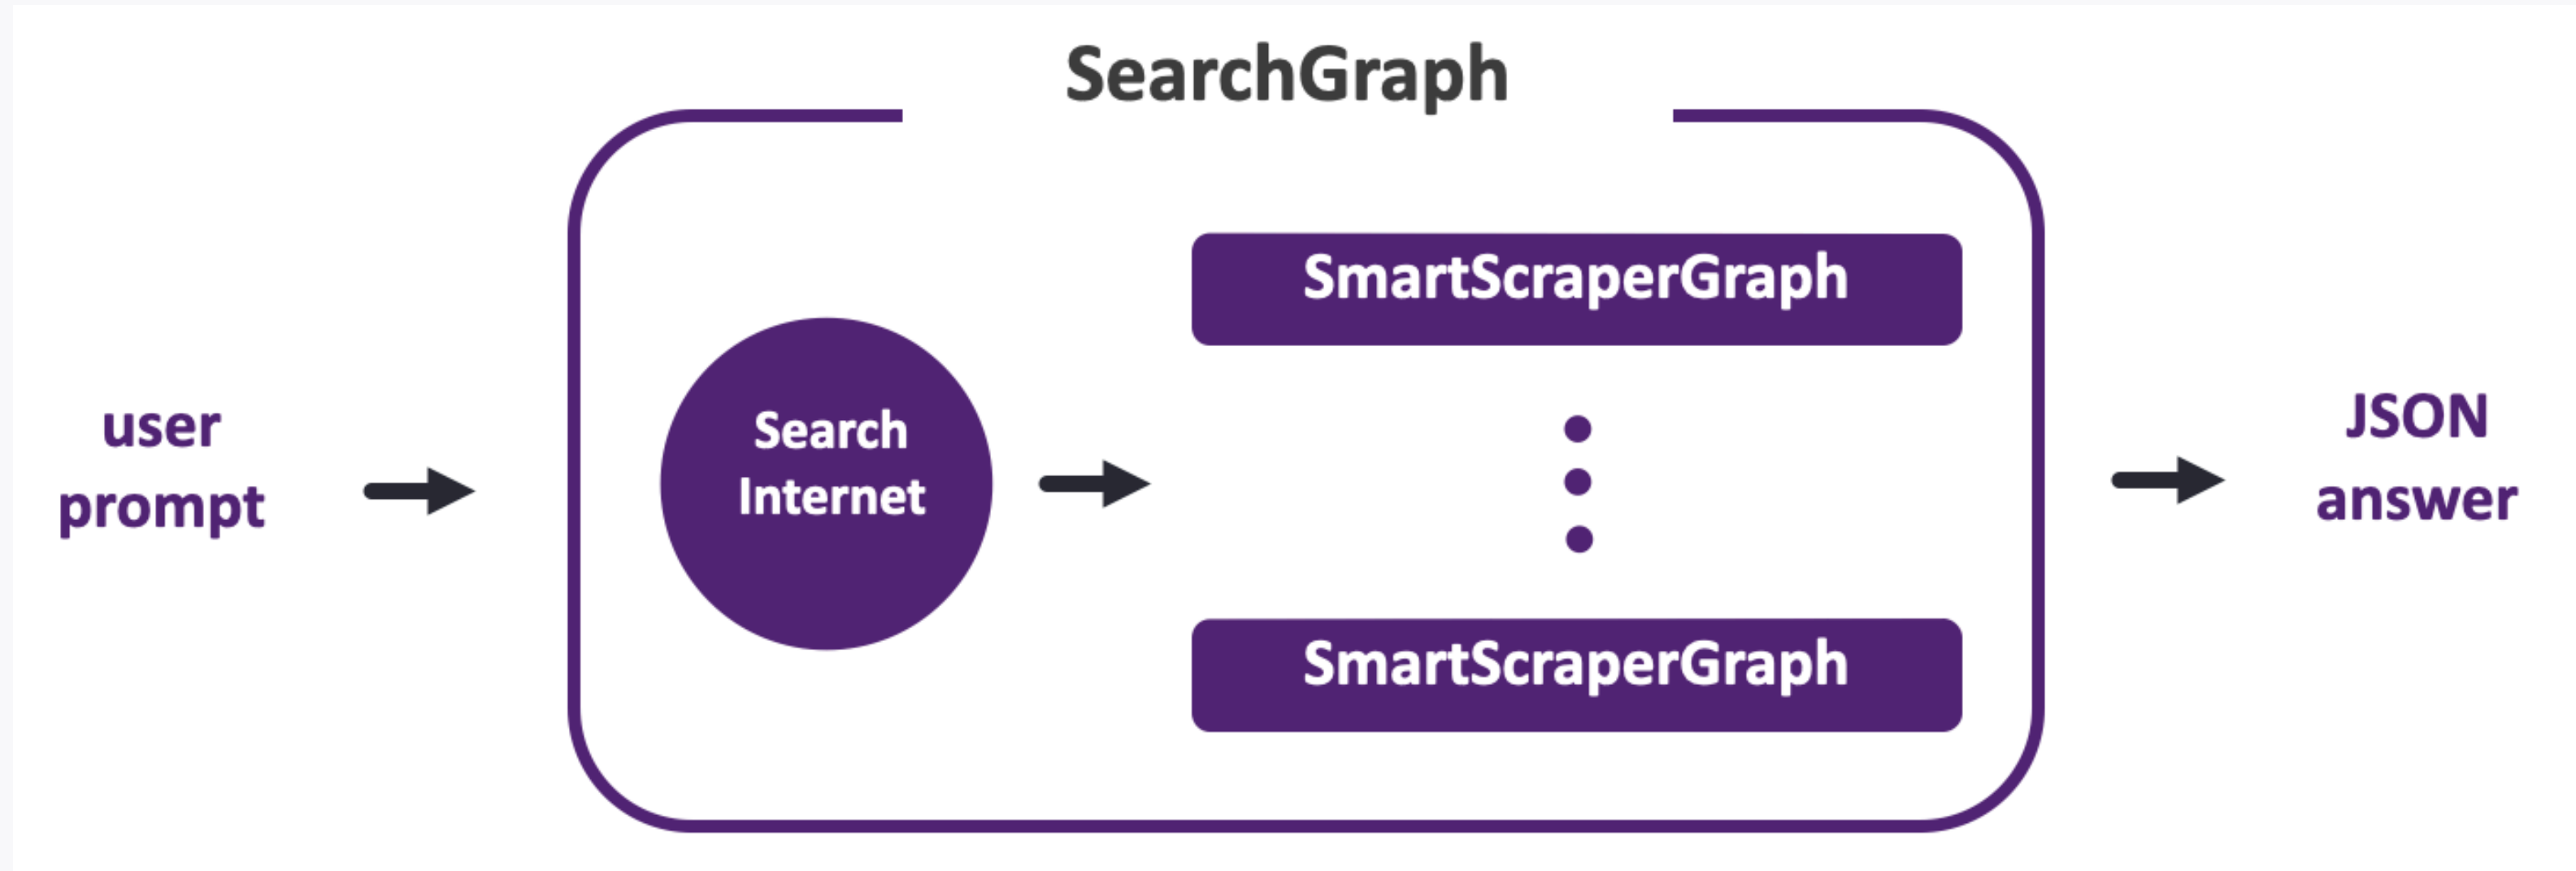 SearchGraph
user
prompt
Search
Internet
SmartScraperGraph
SmartScraperGraph
JSON
answer